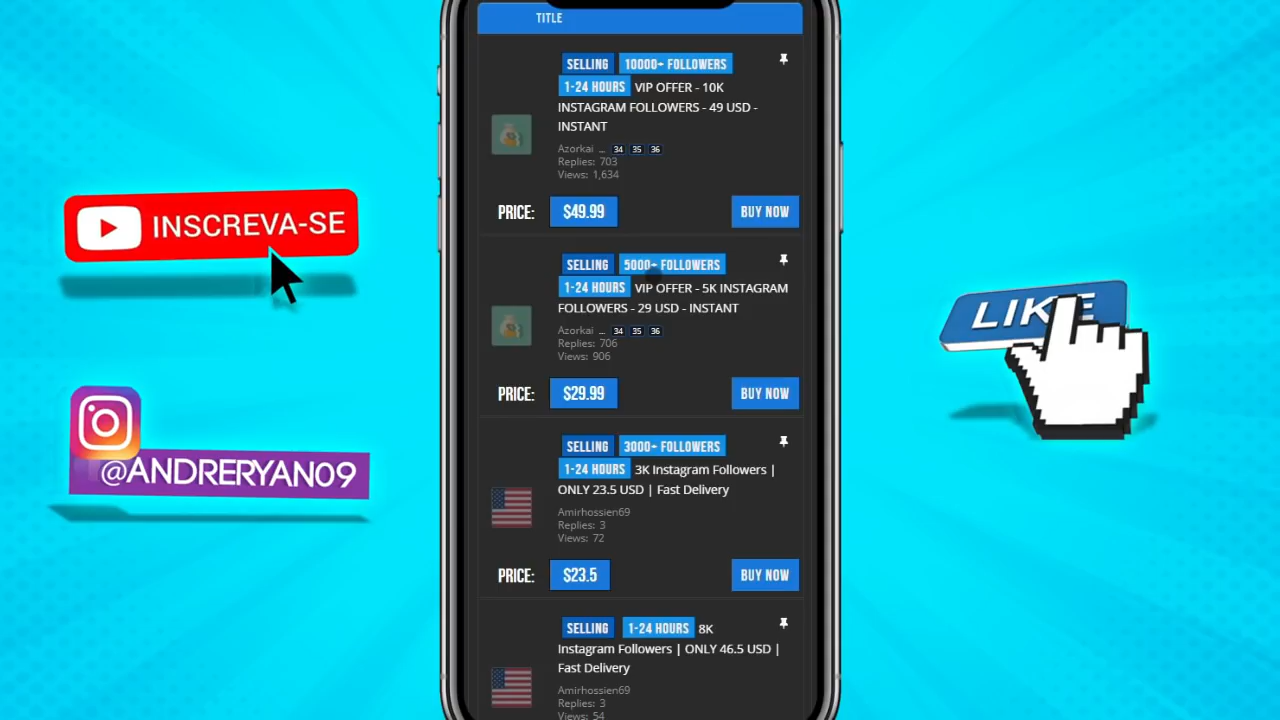 TITLE
SELLING 10000+ FOLLOWERS
1-24 HOURS VIP OFFER - 10K
INSTAGRAM FOLLOWERS - 49 USD -
INSTANT
Azorkai ... 34 35 36
Replies: 703
Views: 1,634
PRICE: $49.99 BUY NOW
SELLING 5000+ FOLLOWERS
1-24 HOURS VIP OFFER - 5K INSTAGRAM
FOLLOWERS - 29 USD - INSTANT
Azorkai ... 34 35 36
Replies: 706
Views: 906
PRICE: $29.99 BUY NOW
SELLING 3000+ FOLLOWERS
1-24 HOURS 3K Instagram Followers |
ONLY 23.5 USD | Fast Delivery
Amirhossien69
Replies: 3
Views: 72
PRICE: $23.5 BUY NOW
SELLING 1-24 HOURS 8K
Instagram Followers | ONLY 46.5 USD |
Fast Delivery
Amirhossien69
Replies: 3
Views: 54
INSCREVA-SE
@ANDRERYAN09
LIKE